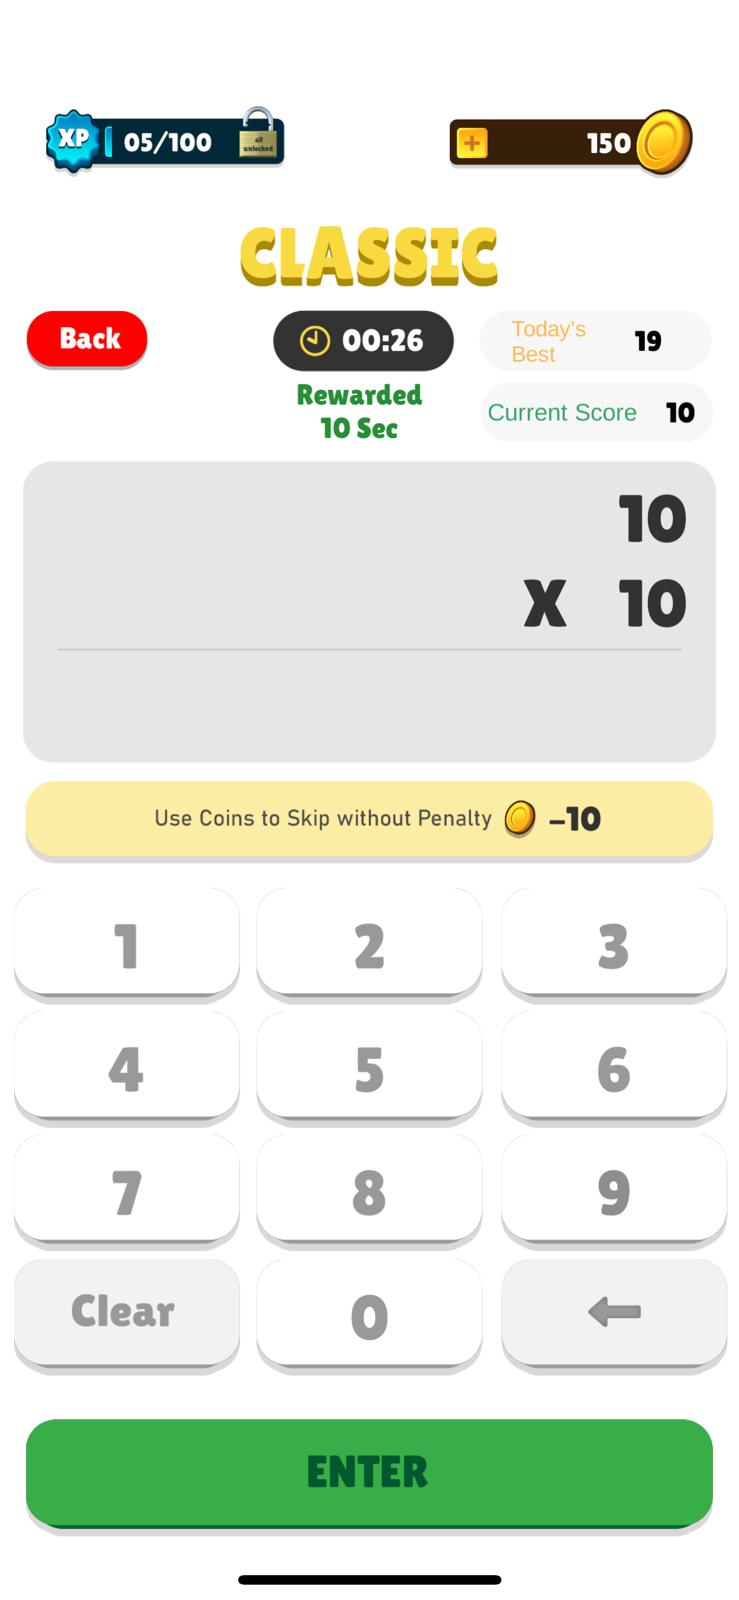 XP 05/100 all unlocked
+ 150
CLASSIC
Back
00:26
Today's
Best 19
Rewarded
10 Sec
Current Score 10
10
X 10
Use Coins to Skip without Penalty -10
1 2 3
4 5 6
7 8 9
Clear 0
ENTER